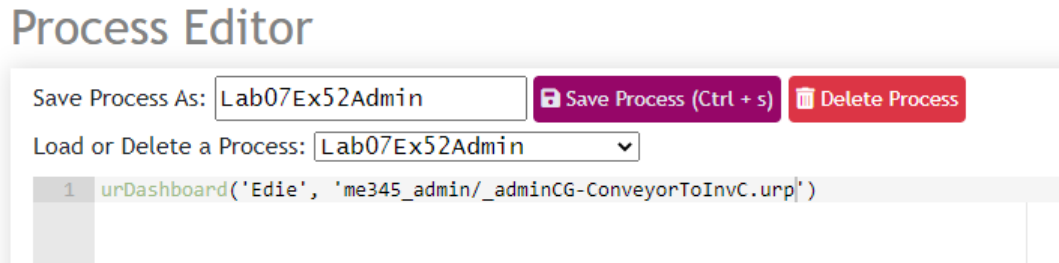 Process Editor
Save Process As: Lab07Ex52Admin Save Process (Ctrl + s) Delete Process
Load or Delete a Process: Lab07Ex52Admin
1 urDashboard('Edie', 'me345_admin/_adminCG-ConveyorToInvC.urp')